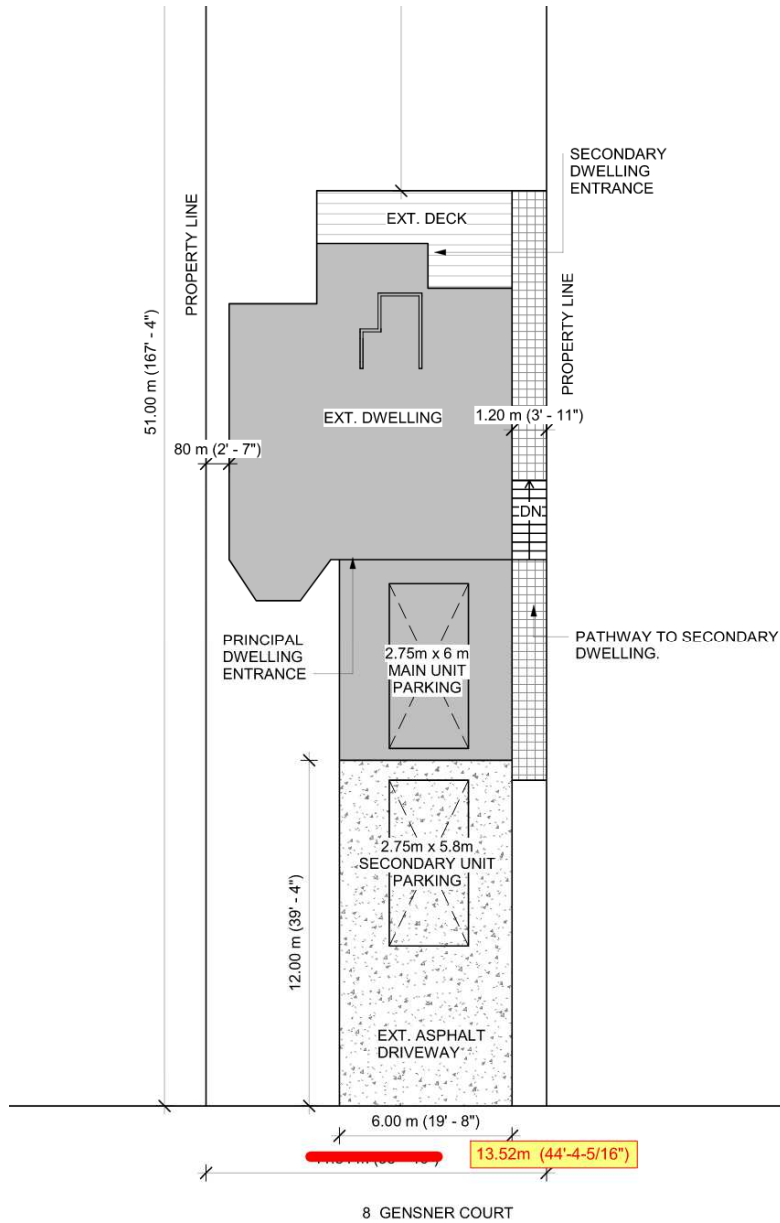 SECONDARY
DWELLING
ENTRANCE
EXT. DECK
PROPERTY LINE
PROPERTY LINE
51.00 m (167' - 4")
EXT. DWELLING
1.20 m (3' - 11")
80 m (2' - 7")
DN
PRINCIPAL
DWELLING
ENTRANCE
2.75m x 6 m
MAIN UNIT
PARKING
PATHWAY TO SECONDARY
DWELLING.
2.75m x 5.8m
SECONDARY UNIT
PARKING
12.00 m (39' - 4")
EXT. ASPHALT
DRIVEWAY
6.00 m (19' - 8")
13.52m (44'-4-5/16")
8 GENSNER COURT